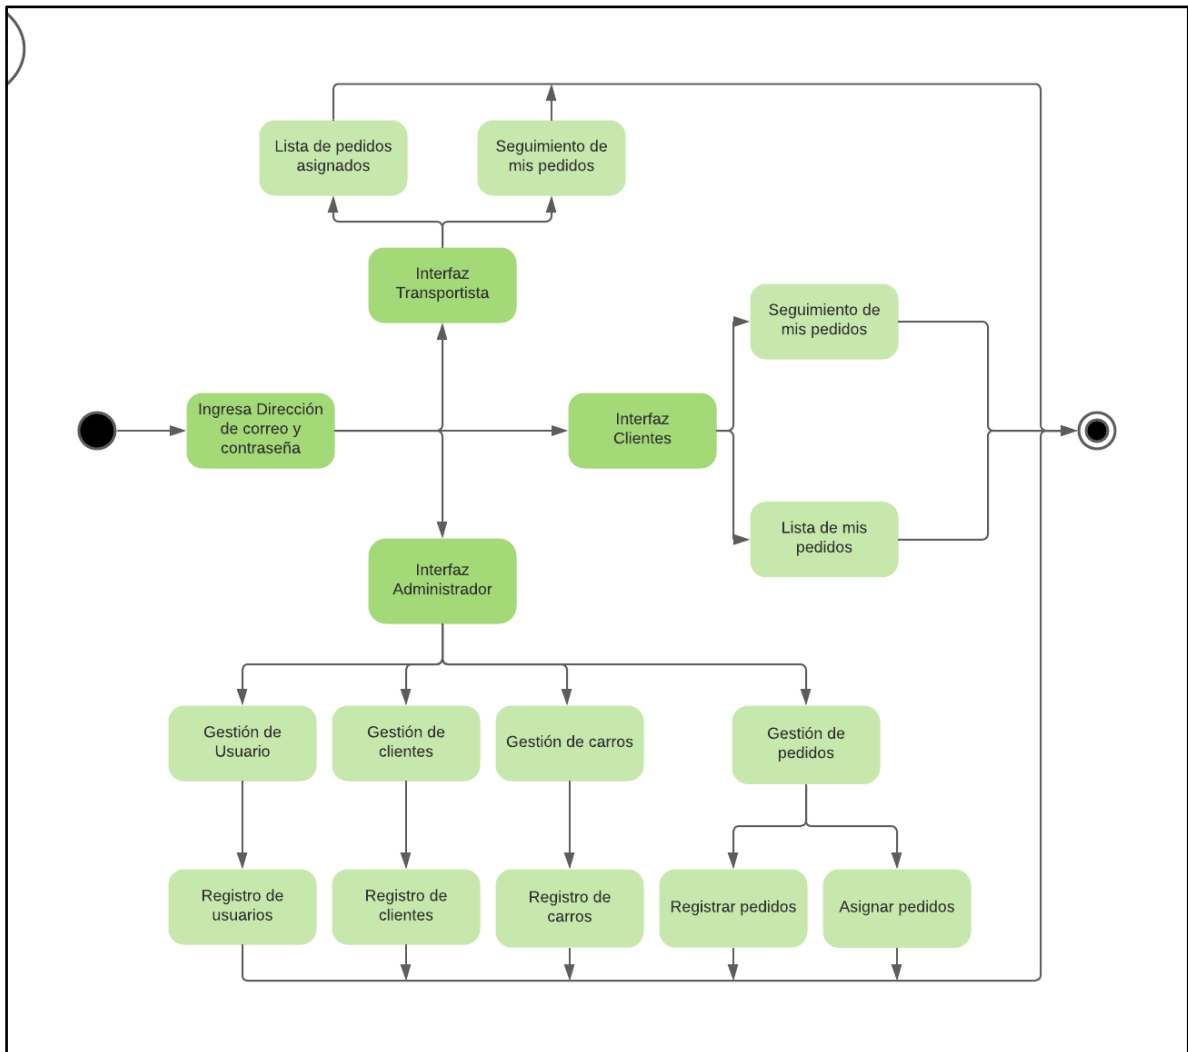 Lista de pedidos
asignados
Seguimiento de
mis pedidos
Interfaz
Transportista
Seguimiento de
mis pedidos
Ingresa Dirección
de correo y
contraseña
Interfaz
Clientes
Lista de mis
pedidos
Interfaz
Administrador
Gestión de
Usuario
Gestión de
clientes
Gestión de carros
Gestión de
pedidos
Registro de
usuarios
Registro de
clientes
Registro de
carros
Registrar pedidos
Asignar pedidos